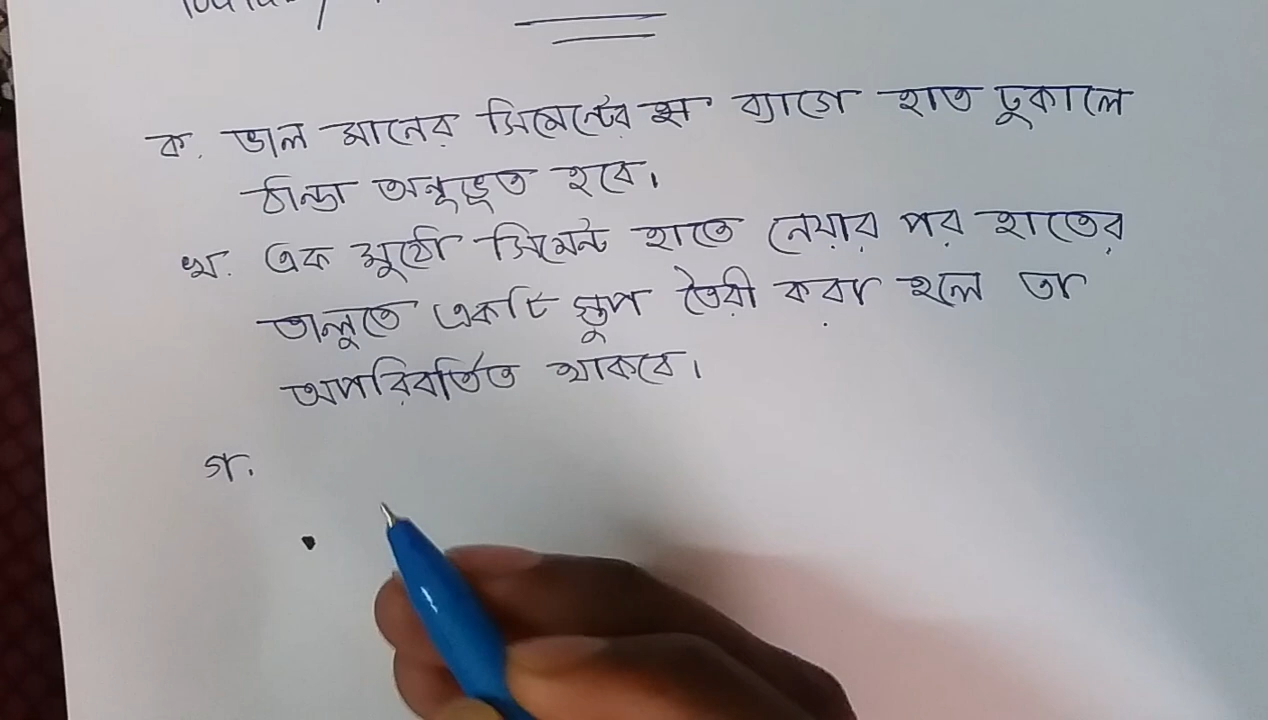 ক. ভাল মানের সিমেন্টের ব্যাগে হাত ঢুকালে
ঠান্ডা অনুভূত হবে।
খ. এক মুঠো সিমেন্ট হাতে নেয়ার পর হাতের
তালুতে একটি স্তুপ তৈরী করা হলে তা
অপরিবর্তিত থাকবে।
গ.